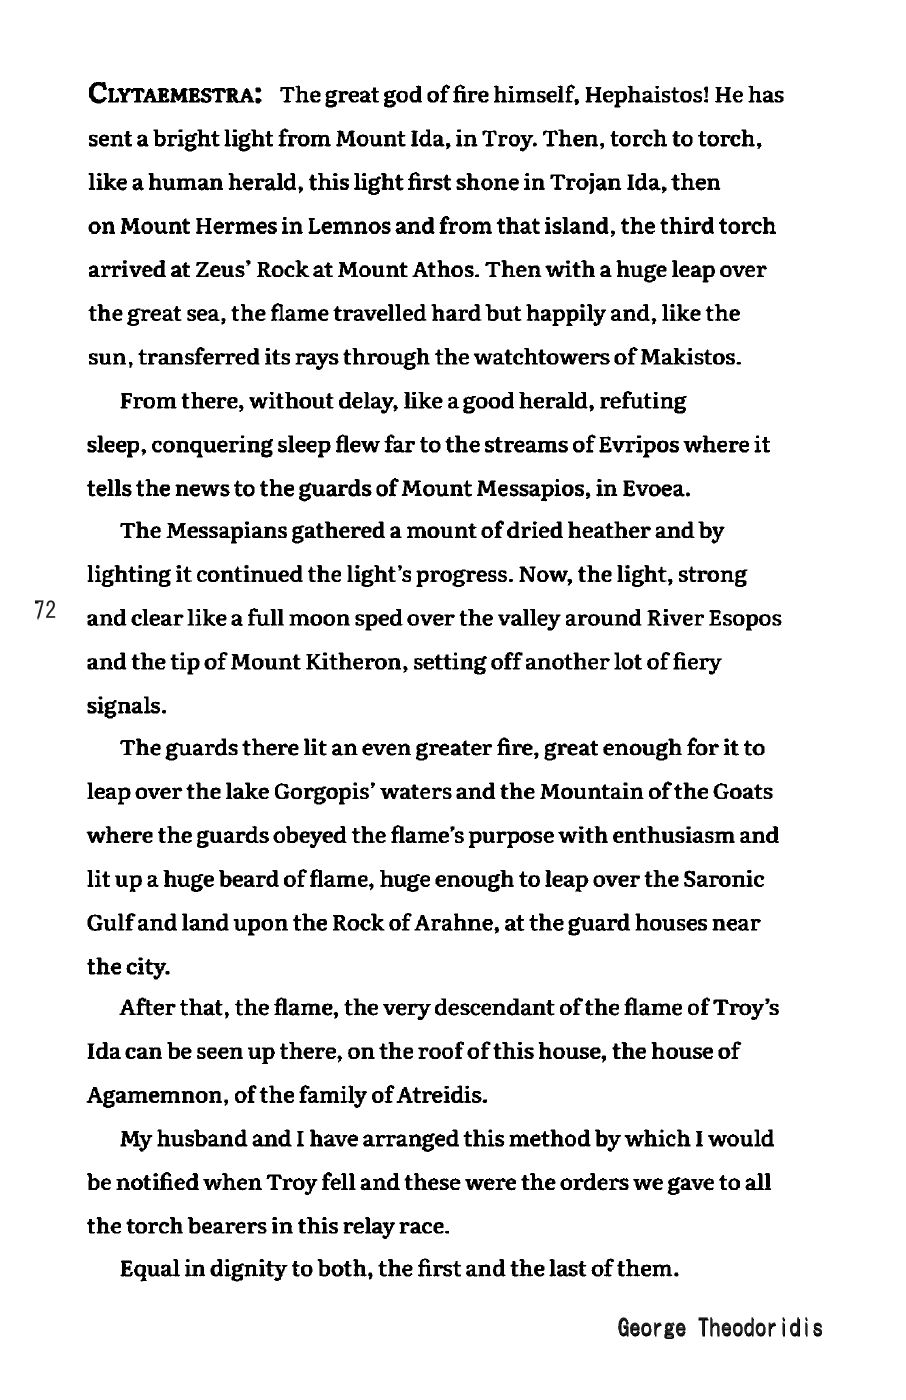 CLYTAEMESTRA: The great god of fire himself, Hephaistos! He has
sent a bright light from Mount Ida, in Troy. Then, torch to torch,
like a human herald, this light first shone in Trojan Ida, then
on Mount Hermes in Lemnos and from that island, the third torch
arrived at Zeus’ Rock at Mount Athos. Then with a huge leap over
the great sea, the flame travelled hard but happily and, like the
sun, transferred its rays through the watchtowers of Makistos.
From there, without delay, like a good herald, refuting
sleep, conquering sleep flew far to the streams of Evripos where it
tells the news to the guards of Mount Messapios, in Evoea.
The Messapians gathered a mount of dried heather and by
lighting it continued the light’s progress. Now, the light, strong
72 and clear like a full moon sped over the valley around River Esopos
and the tip of Mount Kitheron, setting off another lot of fiery
signals.
The guards there lit an even greater fire, great enough for it to
leap over the lake Gorgopis’ waters and the Mountain of the Goats
where the guards obeyed the flame’s purpose with enthusiasm and
lit up a huge beard of flame, huge enough to leap over the Saronic
Gulf and land upon the Rock of Arahne, at the guard houses near
the city.
After that, the flame, the very descendant of the flame of Troy’s
Ida can be seen up there, on the roof of this house, the house of
Agamemnon, of the family of Atreidis.
My husband and I have arranged this method by which I would
be notified when Troy fell and these were the orders we gave to all
the torch bearers in this relay race.
Equal in dignity to both, the first and the last of them.
George Theodoridis